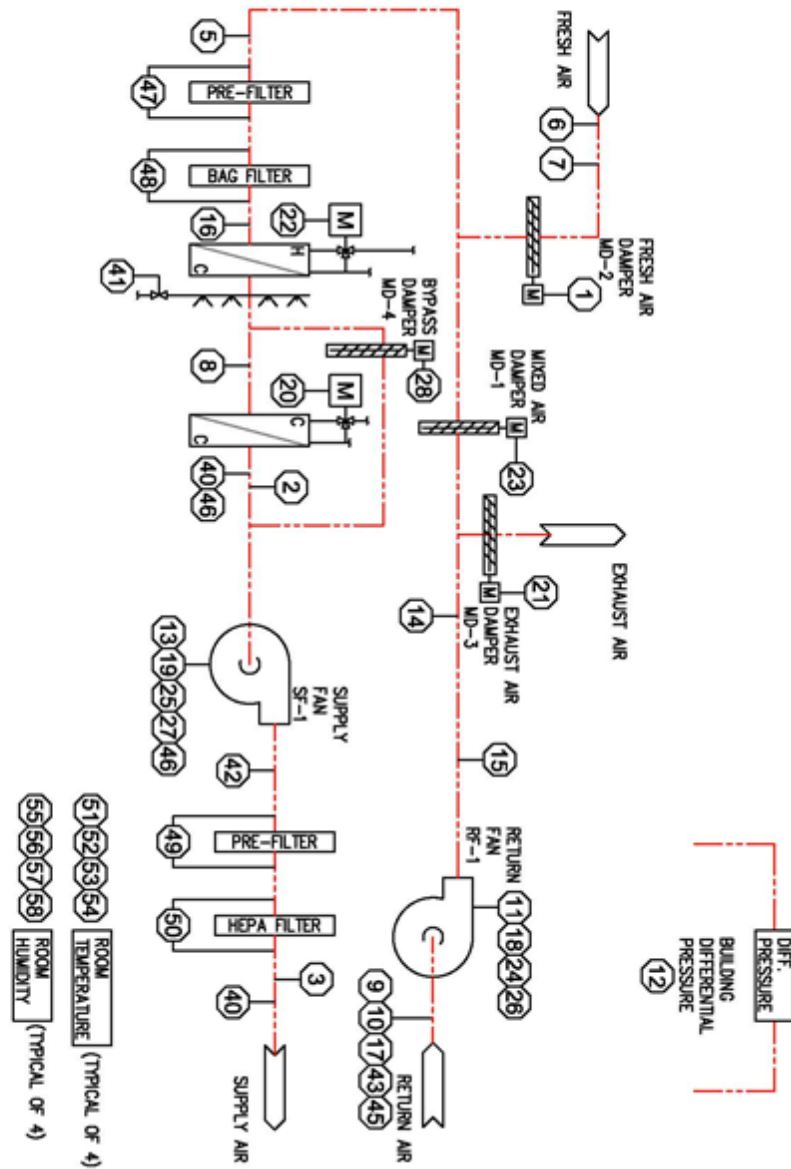 5
47
PRE-FILTER
48
BAG FILTER
16
22
M
H
C
41
8
20
M
C
C
40 46
2
BYPASS
DAMPER
MD-4
M
28
FRESH AIR
6
7
FRESH AIR
DAMPER
MD-2
M
1
MIXED AIR
DAMPER
MD-1
M
23
EXHAUST AIR
M
21
EXHAUST AIR
DAMPER
MD-3
14
15
RETURN
FAN
RF-1
11 18 24 26
9 10 17 43 45
RETURN AIR
DIFF.
PRESSURE
BUILDING
DIFFERENTIAL
PRESSURE
12
SUPPLY
FAN
SF-1
13 19 25 27 46
42
49
PRE-FILTER
50
HEPA FILTER
3
40
SUPPLY AIR
51 52 53 54
ROOM
TEMPERATURE
(TYPICAL OF 4)
55 56 57 58
ROOM
HUMIDITY
(TYPICAL OF 4)